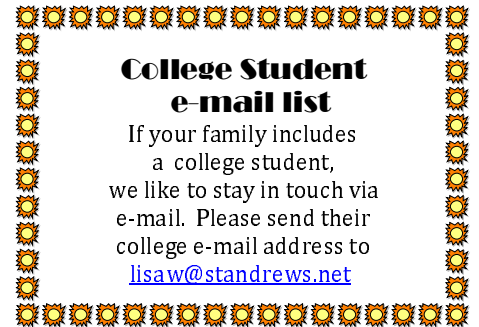 College Student
e-mail list
If your family includes
a college student,
we like to stay in touch via
e-mail. Please send their
college e-mail address to
lisaw@standrews.net